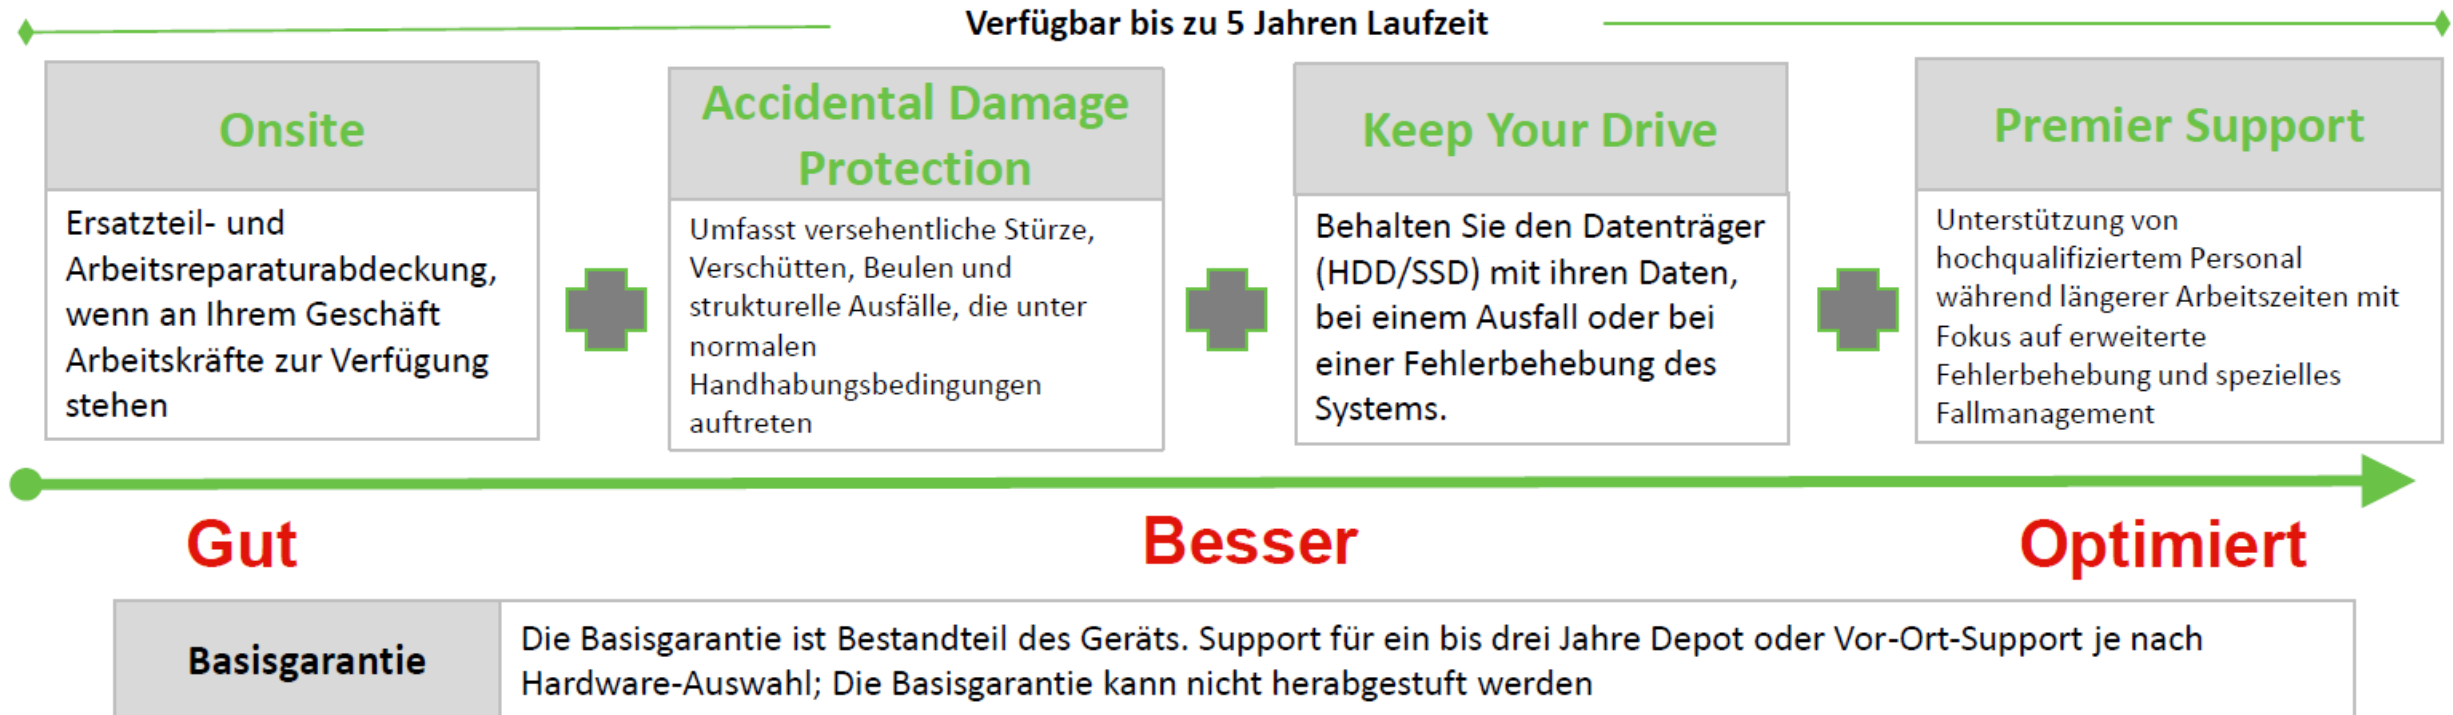 Verfügbar bis zu 5 Jahren Laufzeit
Onsite
Ersatzteil- und
Arbeitsreparaturabdeckung,
wenn an Ihrem Geschäft
Arbeitskräfte zur Verfügung
stehen
Accidental Damage
Protection
Umfasst versehentliche Stürze,
Verschütten, Beulen und
strukturelle Ausfälle, die unter
normalen
Handhabungsbedingungen
auftreten
Keep Your Drive
Behalten Sie den Datenträger
(HDD/SSD) mit ihren Daten,
bei einem Ausfall oder bei
einer Fehlerbehebung des
Systems.
Premier Support
Unterstützung von
hochqualifiziertem Personal
während längerer Arbeitszeiten mit
Fokus auf erweiterte
Fehlerbehebung und spezielles
Fallmanagement
Gut
Besser
Optimiert
Basisgarantie
Die Basisgarantie ist Bestandteil des Geräts. Support für ein bis drei Jahre Depot oder Vor-Ort-Support je nach
Hardware-Auswahl; Die Basisgarantie kann nicht herabgestuft werden